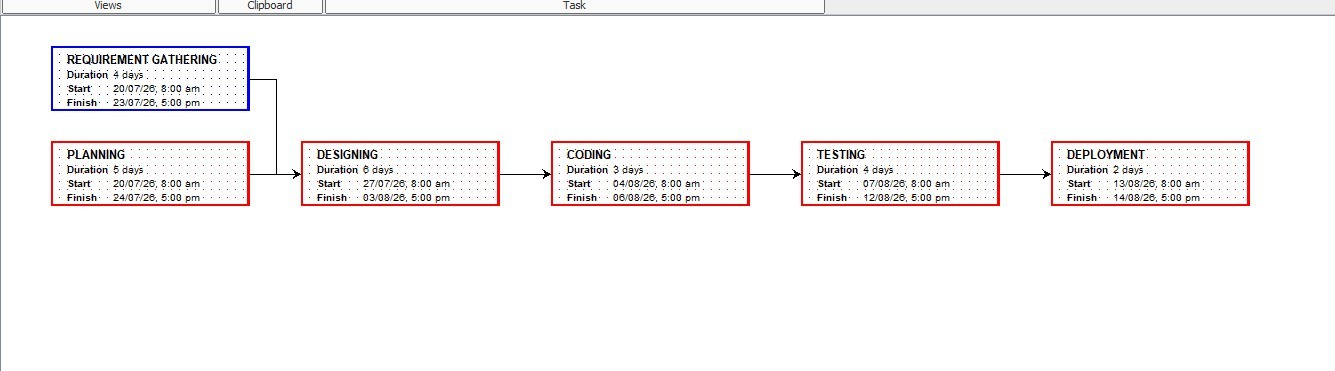 Views
Clipboard
Task
REQUIREMENT GATHERING
Duration 4 days
Start 20/07/26, 8:00 am
Finish 23/07/26, 5:00 pm
PLANNING
Duration 5 days
Start 20/07/26, 8:00 am
Finish 24/07/26, 5:00 pm
DESIGNING
Duration 6 days
Start 27/07/26, 8:00 am
Finish 03/08/26, 5:00 pm
CODING
Duration 3 days
Start 04/08/26, 8:00 am
Finish 06/08/26, 5:00 pm
TESTING
Duration 4 days
Start 07/08/26, 8:00 am
Finish 12/08/26, 5:00 pm
DEPLOYMENT
Duration 2 days
Start 13/08/26, 8:00 am
Finish 14/08/26, 5:00 pm